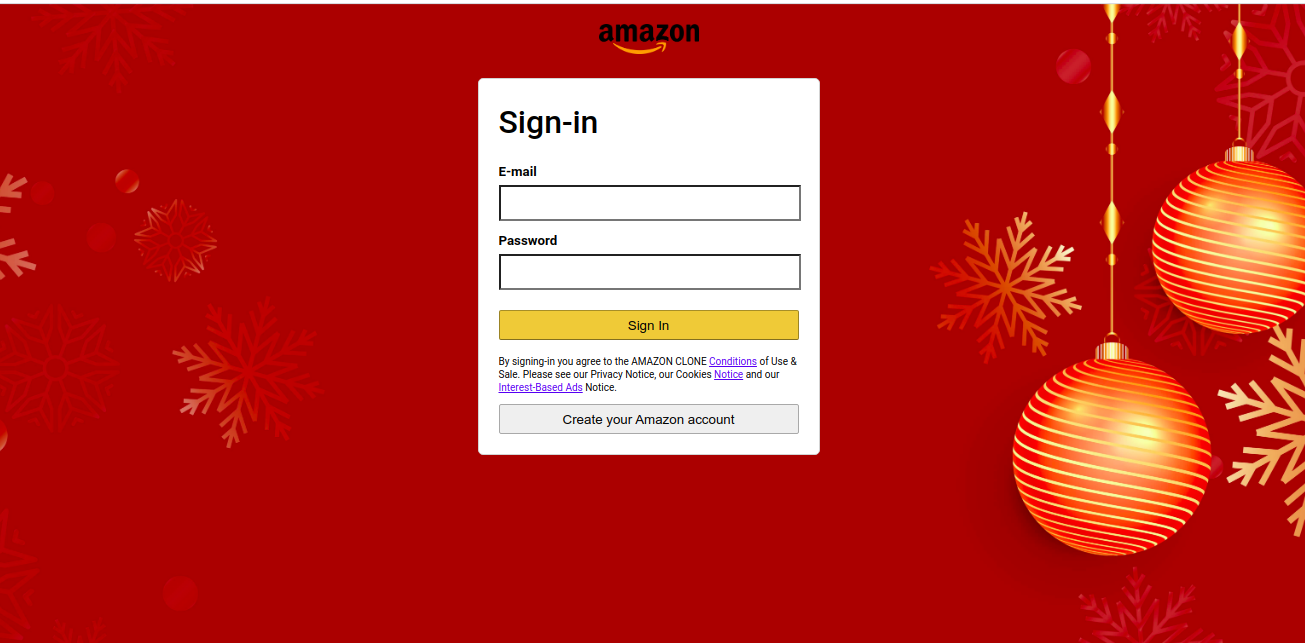 amazon
Sign-in
E-mail
Password
Sign In
By signing-in you agree to the AMAZON CLONE Conditions of Use &
Sale. Please see our Privacy Notice, our Cookies Notice and our
Interest-Based Ads Notice.
Create your Amazon account